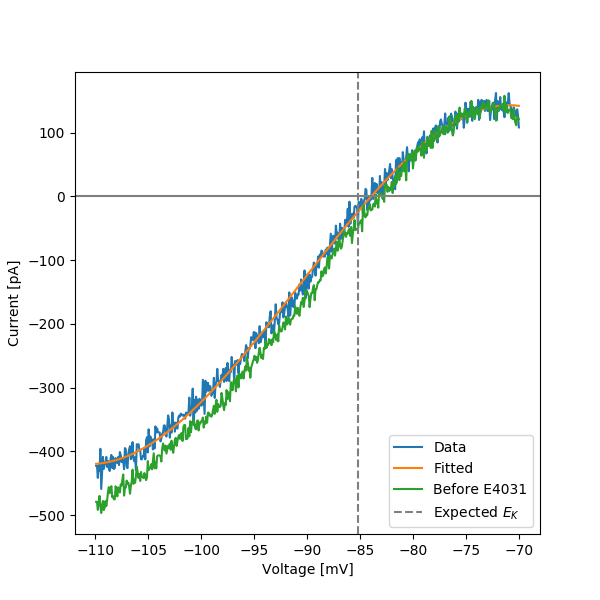 100
0
−100
−200
−300
−400
−500
Current [pA]
Data
Fitted
Before E4031
Expected E_K
−110 −105 −100 −95 −90 −85 −80 −75 −70
Voltage [mV]